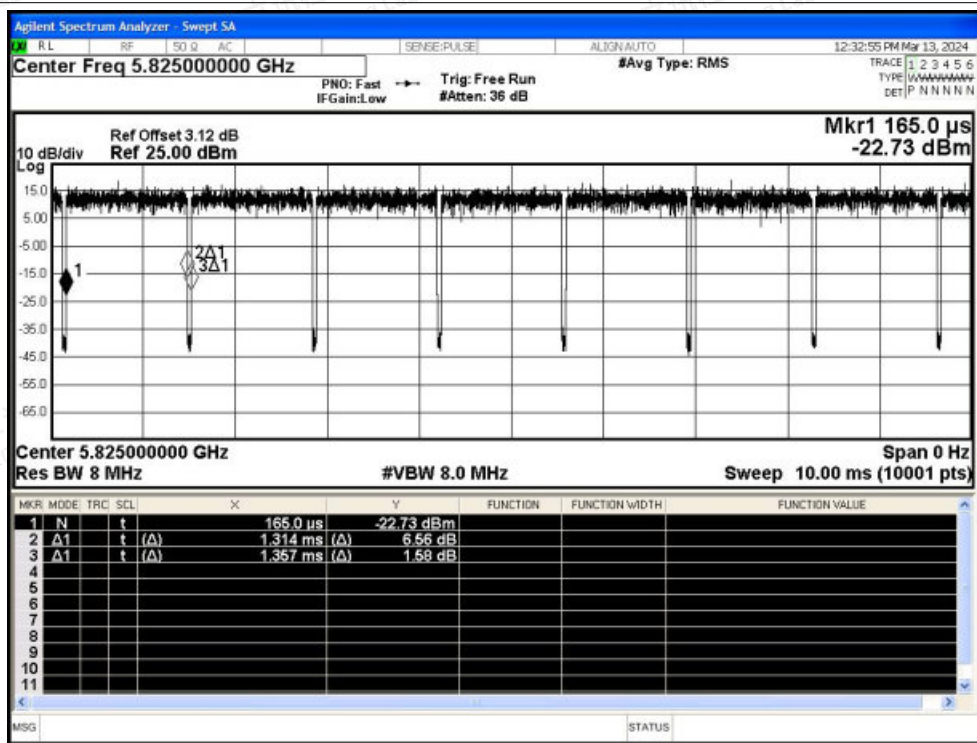 Agilent Spectrum Analyzer - Swept SA
RL RF 50 Ω AC SENSE:PULSE ALIGN AUTO 12:32:55 PM Mar 13, 2024
Center Freq 5.825000000 GHz #Avg Type: RMS TRACE 1 2 3 4 5 6
PNO: Fast Trig: Free Run TYPE WWWWWW
IFGain:Low #Atten: 36 dB DET P N N N N N
Mkr1 165.0 µs
Ref Offset 3.12 dB
10 dB/div Ref 25.00 dBm -22.73 dBm
Log
15.0
5.00
-5.00
2Δ1
3Δ1
-15.0 1
-25.0
-35.0
-45.0
-55.0
-65.0
Center 5.825000000 GHz Span 0 Hz
Res BW 8 MHz #VBW 8.0 MHz Sweep 10.00 ms (10001 pts)
MKR MODE TRC SCL X Y FUNCTION FUNCTION WIDTH FUNCTION VALUE
1 N t 165.0 µs -22.73 dBm
2 Δ1 t (Δ) 1.314 ms (Δ) 6.56 dB
3 Δ1 t (Δ) 1.357 ms (Δ) 1.58 dB
4
5
6
7
8
9
10
11
MSG STATUS